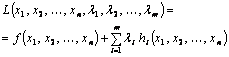 L(x₁, x₂, ..., xₙ, λ₁, λ₂, ..., λₘ) =
= f(x₁, x₂, ..., xₙ) + ∑ᵢ₌₁ᵐ λᵢ hᵢ(x₁, x₂, ..., xₙ)